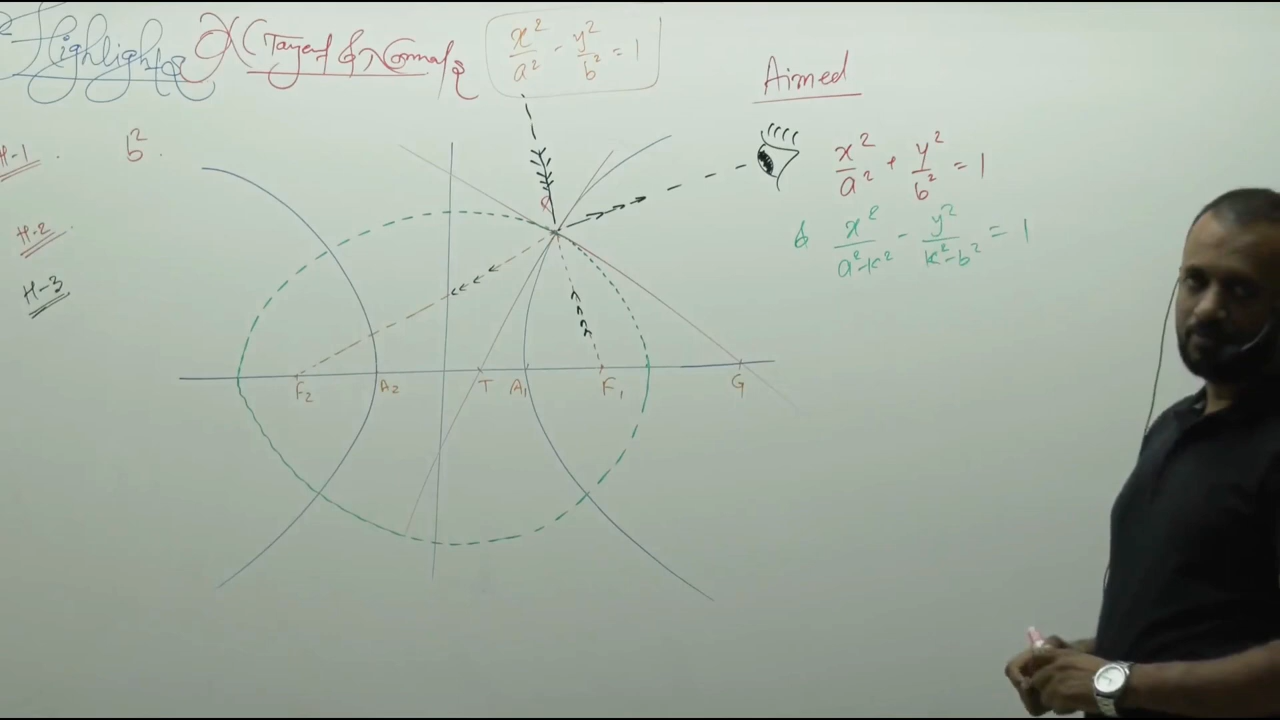 Highlighter (Tangent & Normal) x²/a² - y²/b² = 1
Aimed
H-1. b².
x²/a² + y²/b² = 1
H-2.
& x²/(a²-k²) - y²/(k²-b²) = 1
H-3
F₂ A₂ T A₁ F₁ G